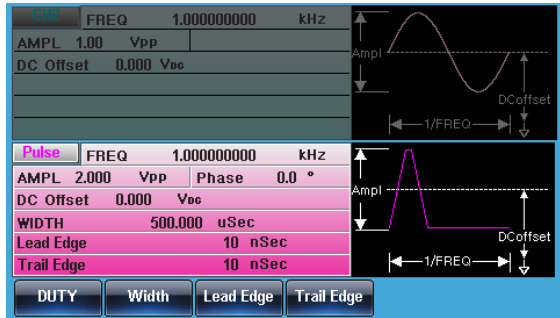 CH2 FREQ 1.000000000 kHz
AMPL 1.00 Vpp
DC Offset 0.000 VDC
Ampl
DCoffset
1/FREQ
Pulse FREQ 1.000000000 kHz
AMPL 2.000 Vpp Phase 0.0 °
DC Offset 0.000 VDC
WIDTH 500.000 uSec
Lead Edge 10 nSec
Trail Edge 10 nSec
Ampl
DCoffset
1/FREQ
DUTY Width Lead Edge Trail Edge